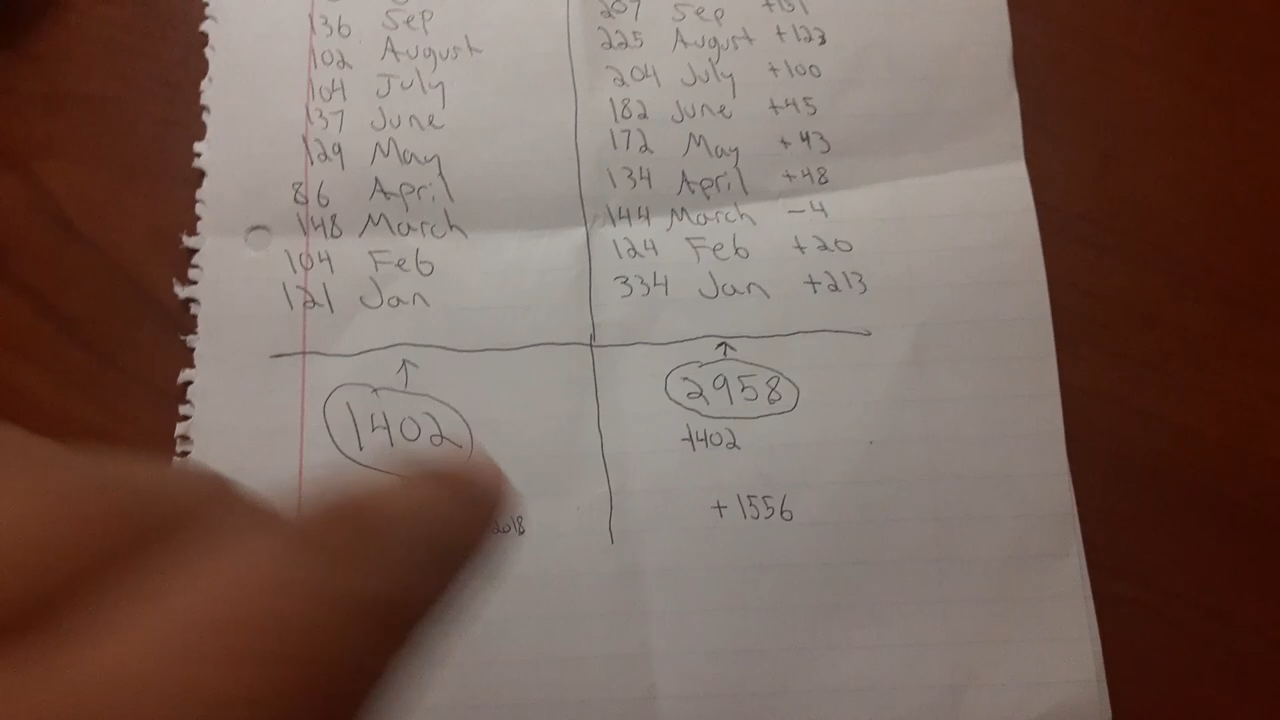 136 Sep
102 August
104 July
137 June
129 May
86 April
148 March
104 Feb
121 Jan
1402
2018
Sep
225 August +123
204 July +100
182 June +45
172 May +43
134 April +48
144 March -4
124 Feb +20
334 Jan +213
2958
-1402
+1556